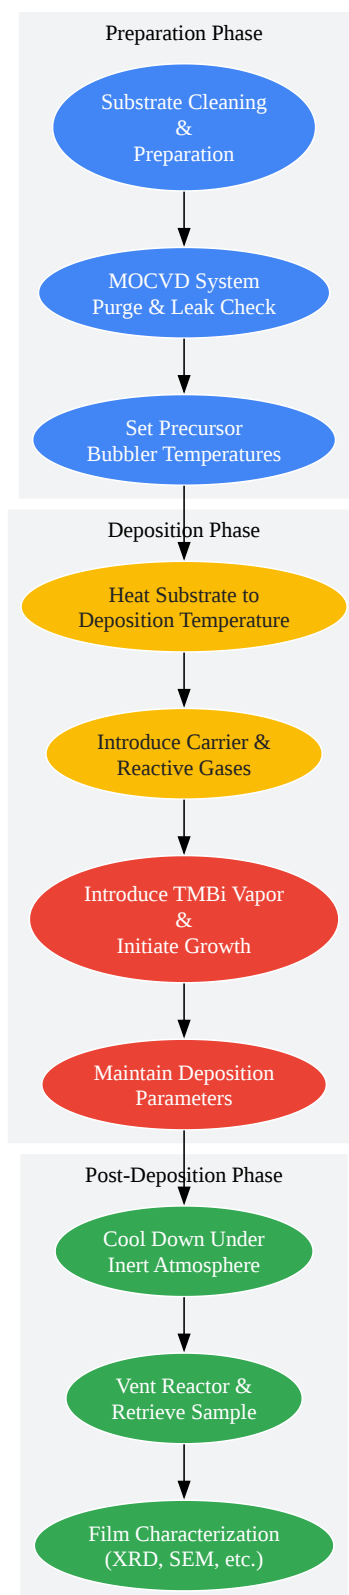 Preparation Phase
Substrate Cleaning
&
Preparation
MOCVD System
Purge & Leak Check
Set Precursor
Bubbler Temperatures
Deposition Phase
Heat Substrate to
Deposition Temperature
Introduce Carrier &
Reactive Gases
Introduce TMBi Vapor
&
Initiate Growth
Maintain Deposition
Parameters
Post-Deposition Phase
Cool Down Under
Inert Atmosphere
Vent Reactor &
Retrieve Sample
Film Characterization
(XRD, SEM, etc.)